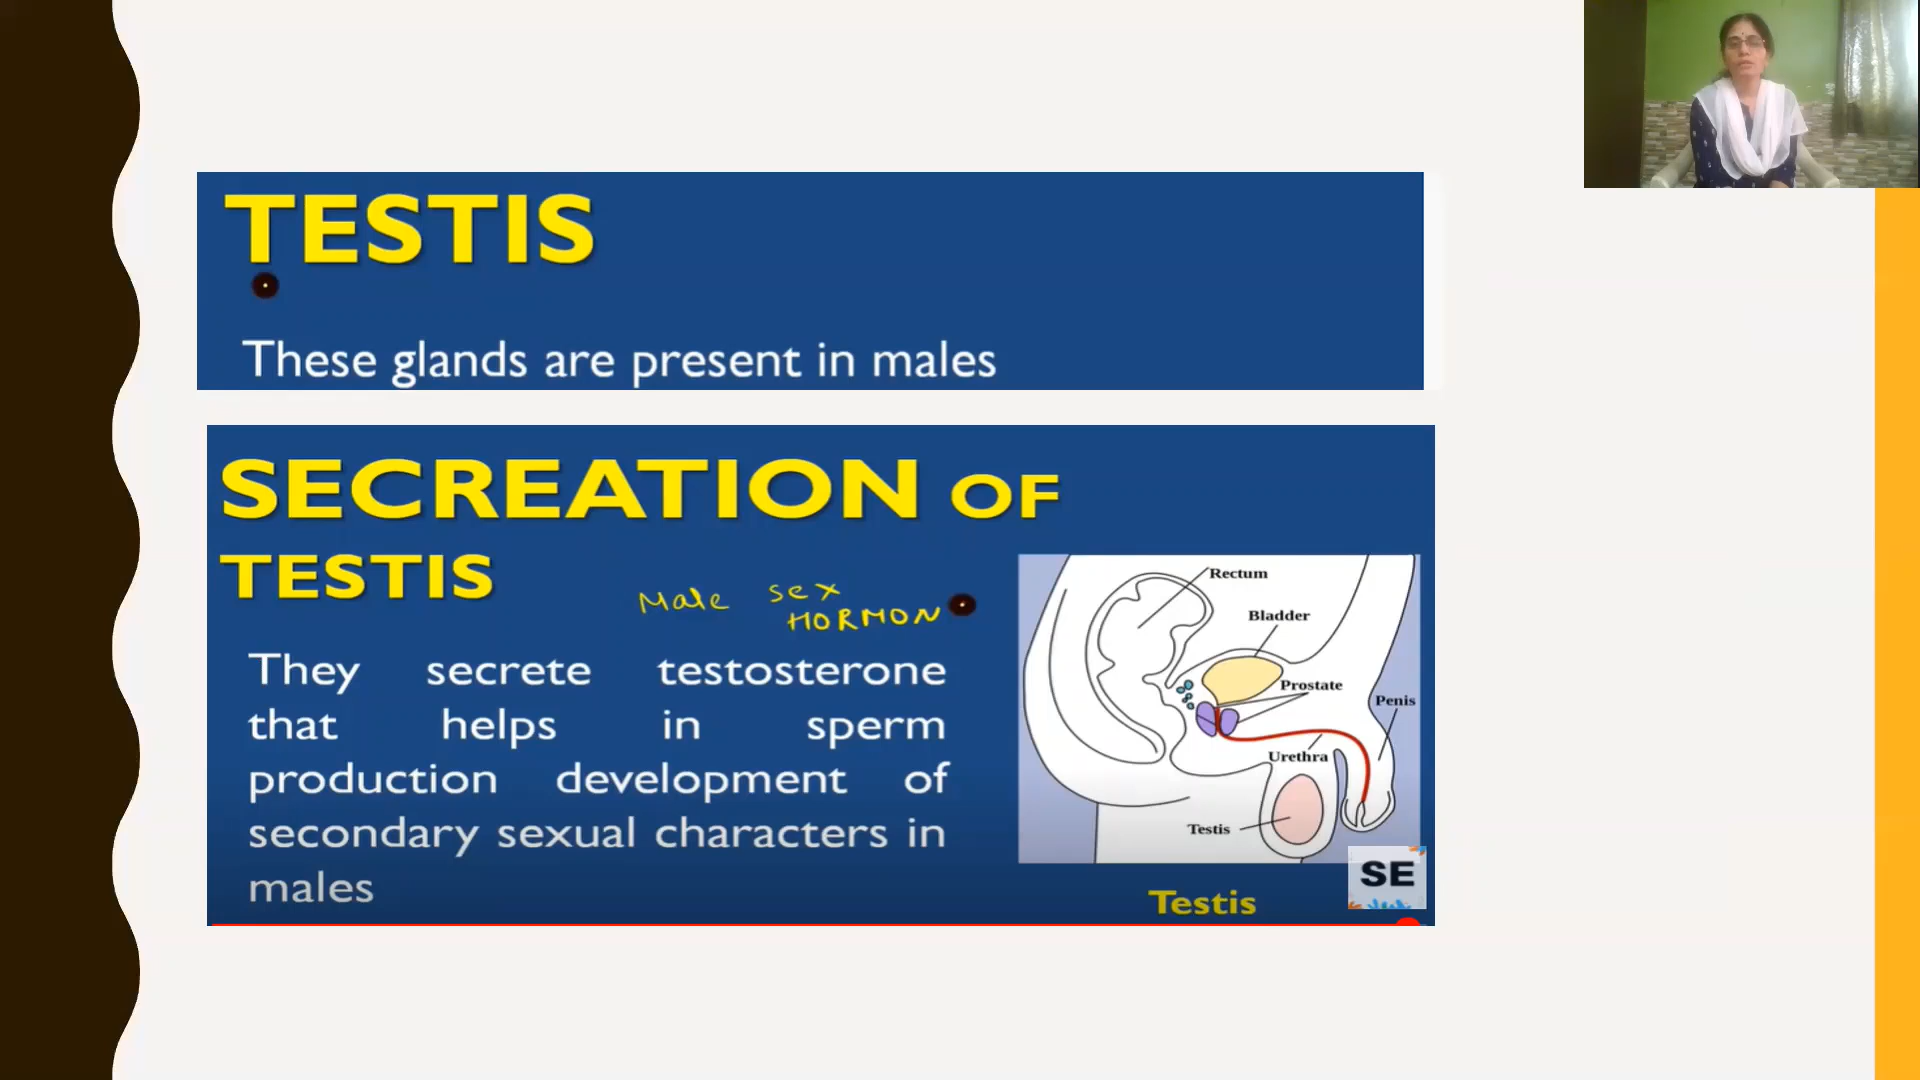 TESTIS
These glands are present in males
SECREATION OF
TESTIS
Male sex
HORMON
They secrete testosterone
that helps in sperm
production development of
secondary sexual characters in
males
Rectum
Bladder
Prostate
Penis
Urethra
Testis
SE
Testis